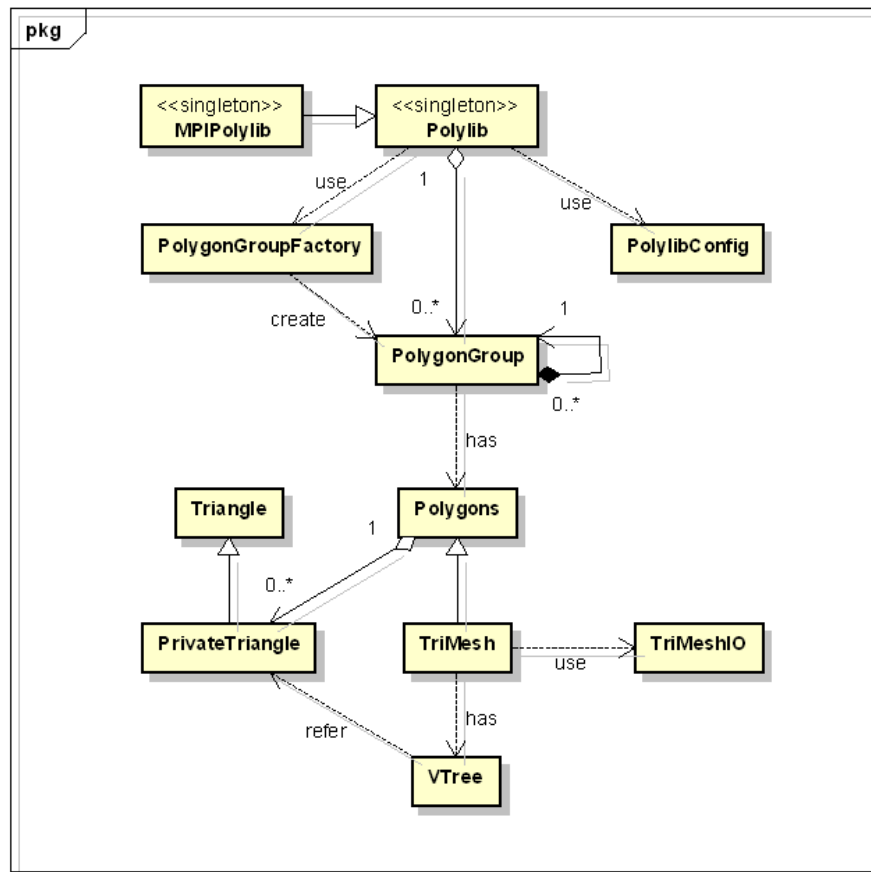 pkg
<<singleton>>
MPIPolylib
<<singleton>>
Polylib
use
1
use
PolygonGroupFactory
PolylibConfig
create
0..*
1
PolygonGroup
0..*
has
Triangle
Polygons
1
0..*
PrivateTriangle
TriMesh
use
TriMeshIO
refer
has
VTree